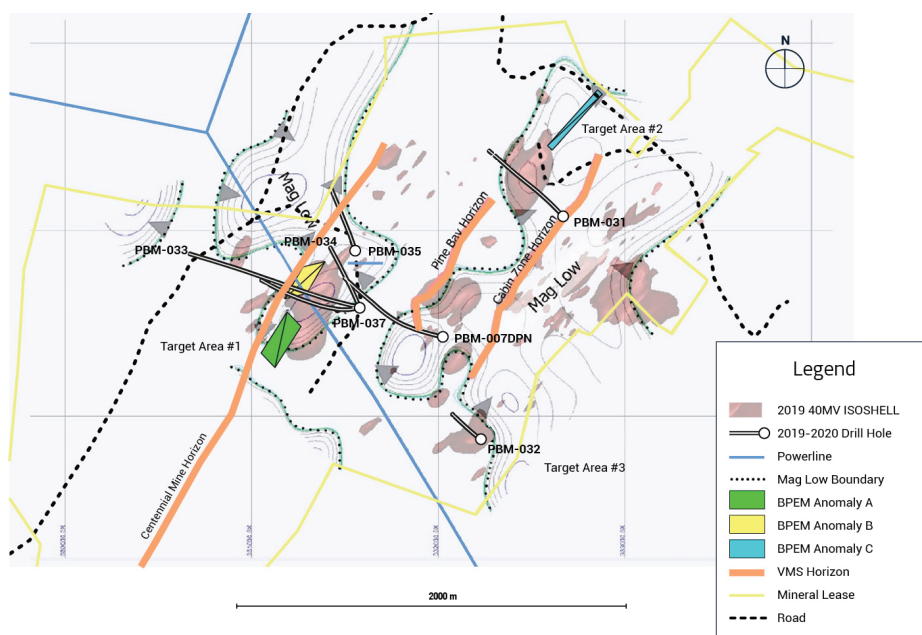 N
Target Area #2
Mag Low
PBM-034
PBM-035
PBM-033
PBM-031
Pine Bay Horizon
Cabin Zone Horizon
Mag Low
PBM-037
PBM-007DPN
Target Area #1
PBM-032
Target Area #3
Centennial Mine Horizon
2000 m
Legend
2019 40MV ISOSHELL
2019-2020 Drill Hole
Powerline
Mag Low Boundary
BPEM Anomaly A
BPEM Anomaly B
BPEM Anomaly C
VMS Horizon
Mineral Lease
Road